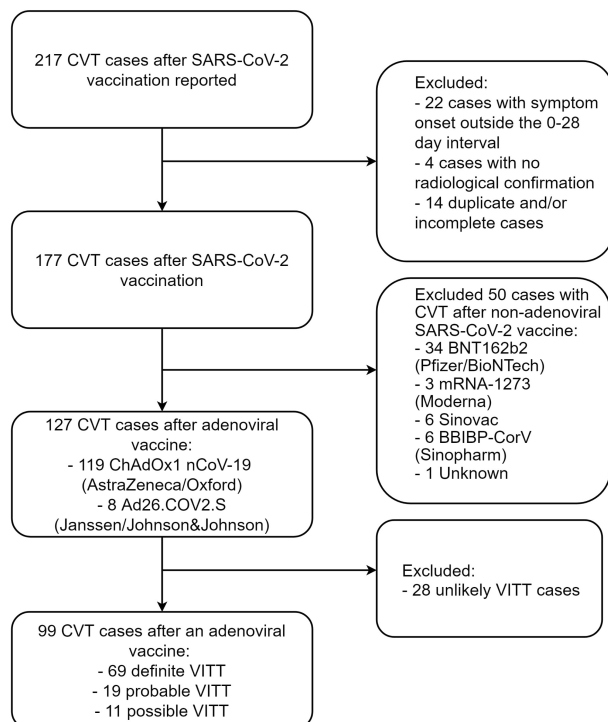 217 CVT cases after SARS-CoV-2
vaccination reported
Excluded:
- 22 cases with symptom
onset outside the 0-28
day interval
- 4 cases with no
radiological confirmation
- 14 duplicate and/or
incomplete cases
177 CVT cases after SARS-CoV-2
vaccination
Excluded 50 cases with
CVT after non-adenoviral
SARS-CoV-2 vaccine:
- 34 BNT162b2
(Pfizer/BioNTech)
- 3 mRNA-1273
(Moderna)
- 6 Sinovac
- 6 BBIBP-CorV
(Sinopharm)
- 1 Unknown
127 CVT cases after adenoviral
vaccine:
- 119 ChAdOx1 nCoV-19
(AstraZeneca/Oxford)
- 8 Ad26.COV2.S
(Janssen/Johnson&Johnson)
Excluded:
- 28 unlikely VITT cases
99 CVT cases after an adenoviral
vaccine:
- 69 definite VITT
- 19 probable VITT
- 11 possible VITT